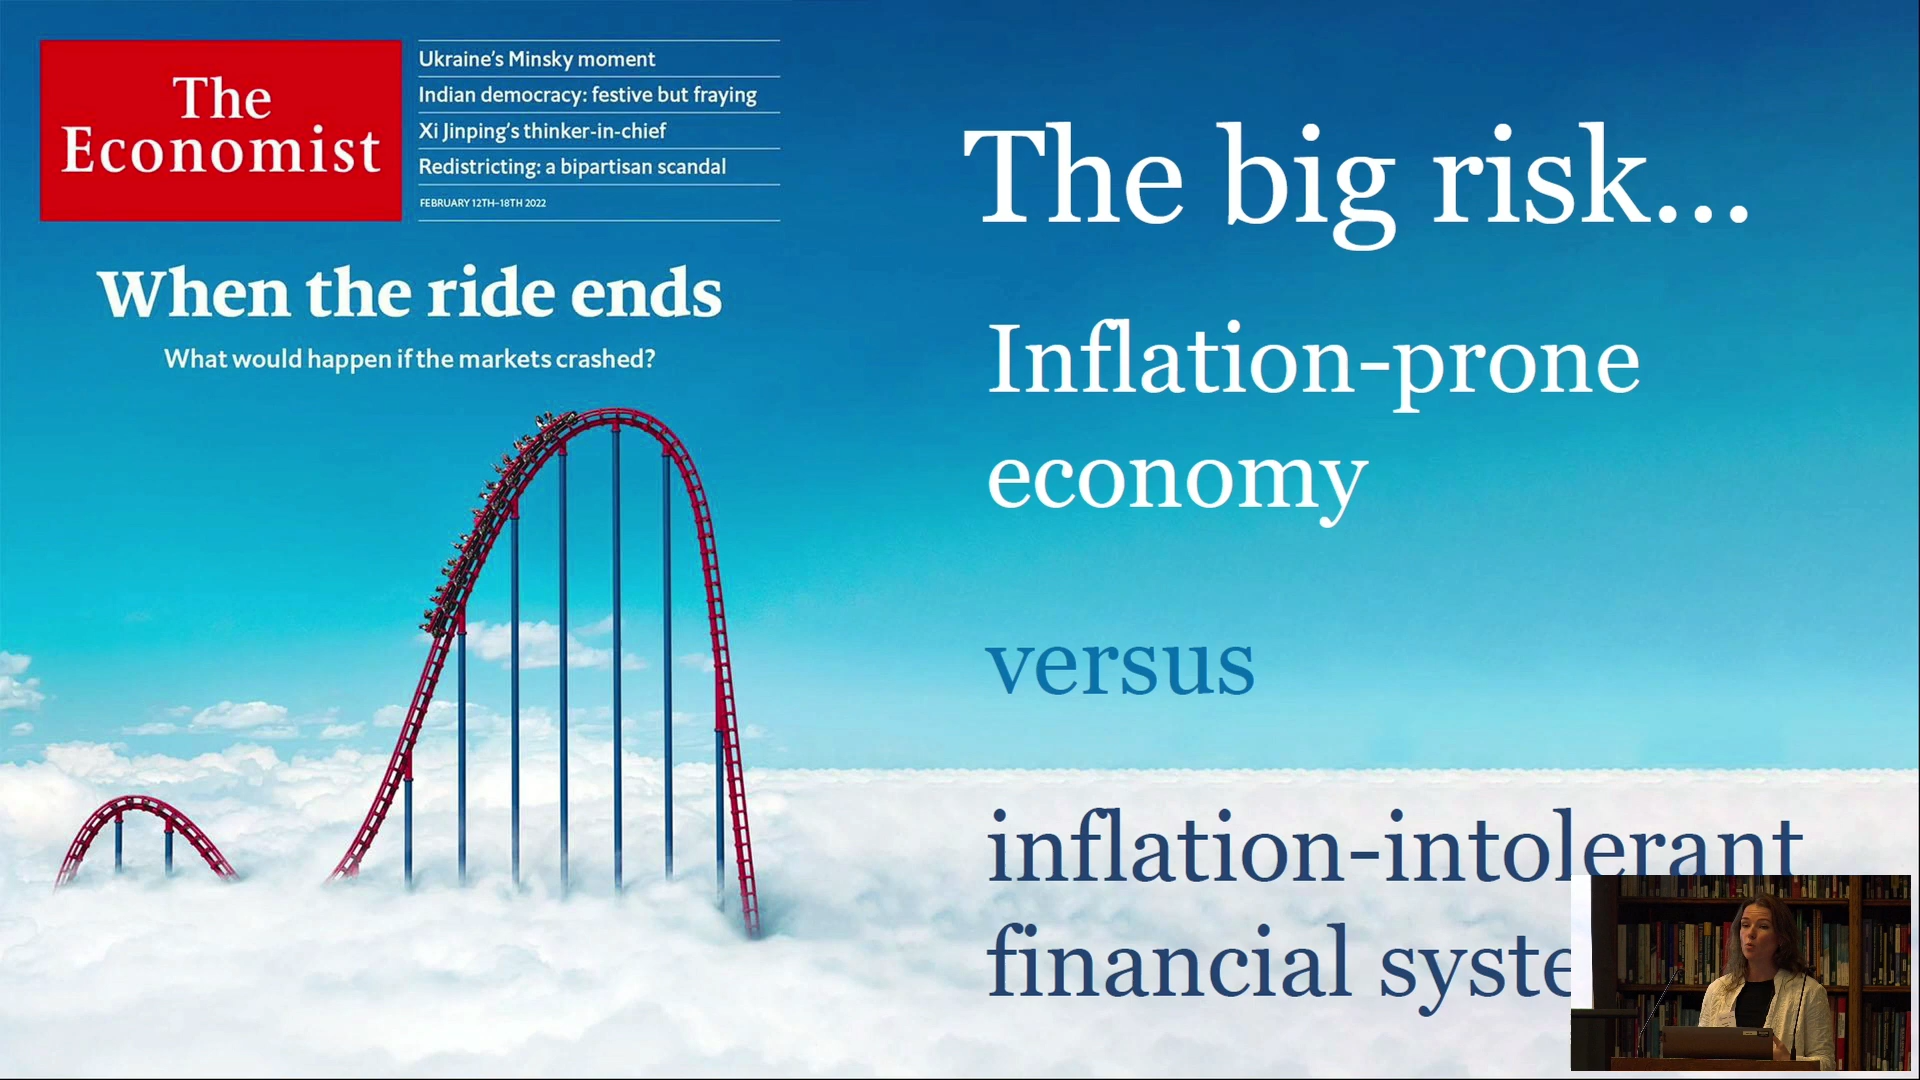 The
Economist
Ukraine's Minsky moment
Indian democracy: festive but fraying
Xi Jinping's thinker-in-chief
Redistricting: a bipartisan scandal
FEBRUARY 12TH–18TH 2022
When the ride ends
What would happen if the markets crashed?
The big risk...
Inflation-prone
economy
versus
inflation-intolerant
financial syste